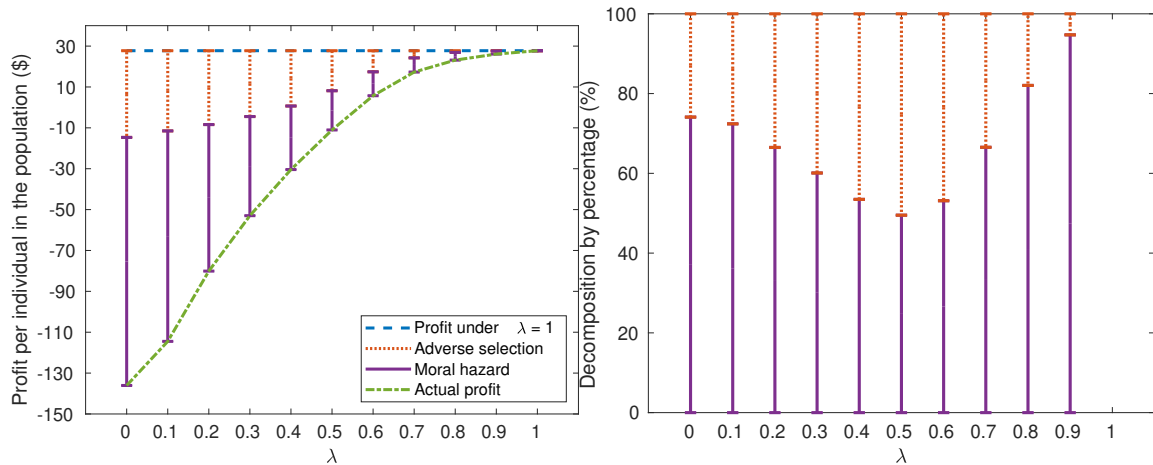 Profit per individual in the population ($)
30
10
-10
-30
-50
-70
-90
-110
-130
-150
Profit under λ = 1
Adverse selection
Moral hazard
Actual profit
0 0.1 0.2 0.3 0.4 0.5 0.6 0.7 0.8 0.9 1
λ
Decomposition by percentage (%)
100
80
60
40
20
0
0 0.1 0.2 0.3 0.4 0.5 0.6 0.7 0.8 0.9 1
λ